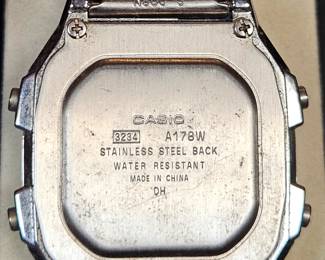 CASIO
3234 A178W
STAINLESS STEEL BACK
WATER RESISTANT
MADE IN CHINA
DH